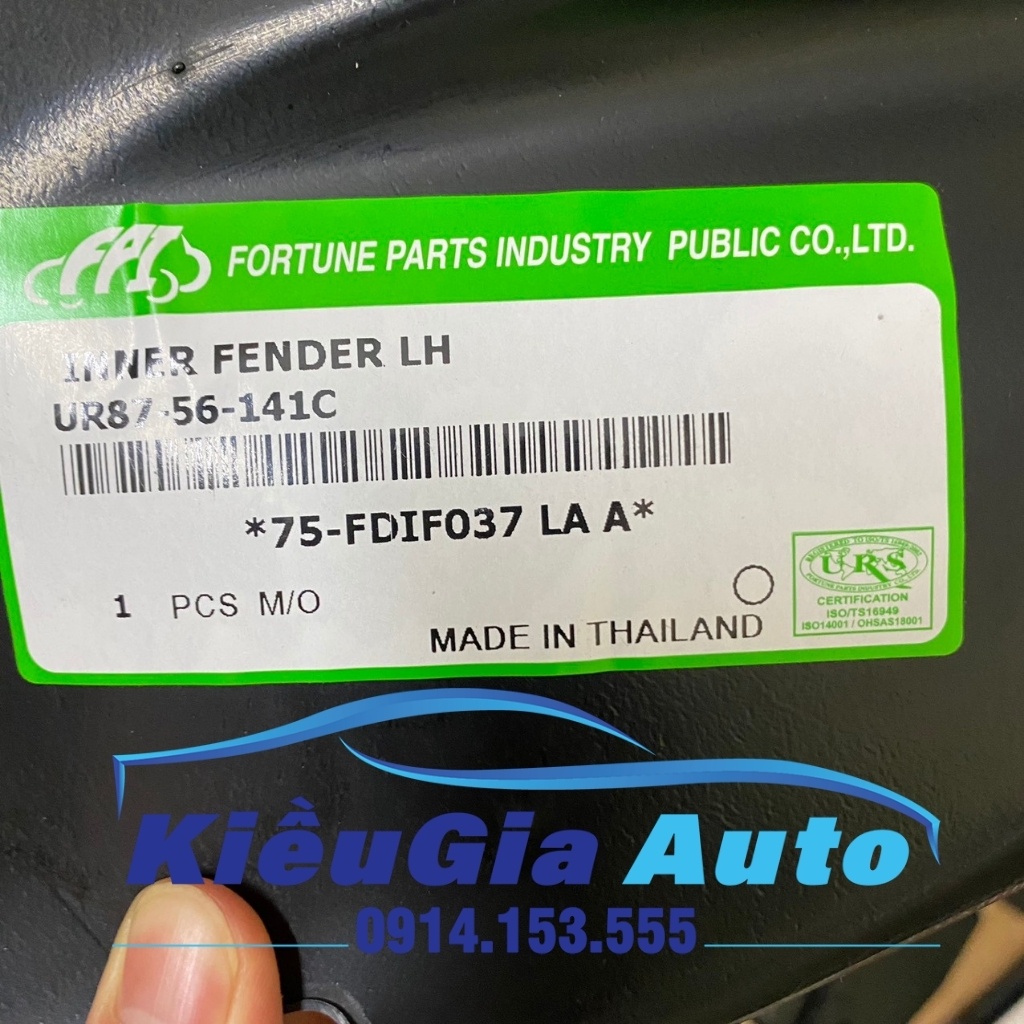 FPI FORTUNE PARTS INDUSTRY PUBLIC CO.,LTD.
INNER FENDER LH
UR87-56-141C
*75-FDIF037 LA A*
1 PCS M/O
MADE IN THAILAND
URS
CERTIFICATION
ISO/TS16949
ISO14001 / OHSAS18001
KiềuGia Auto
0914.153.555